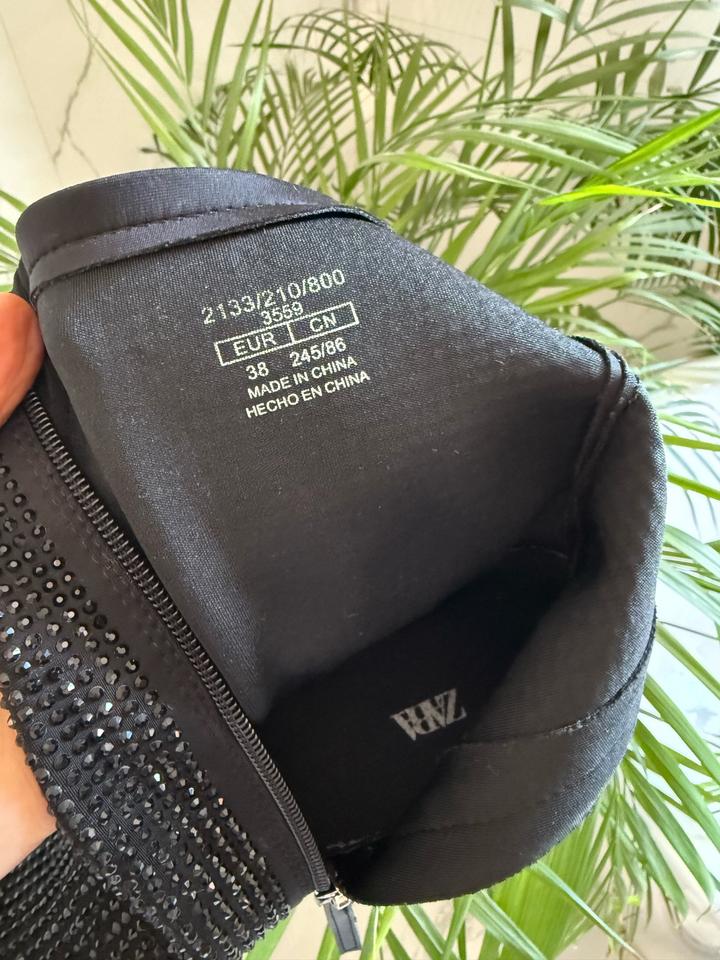 2133/210/800
3559
EUR CN
38 245/86
MADE IN CHINA
HECHO EN CHINA
ZARA